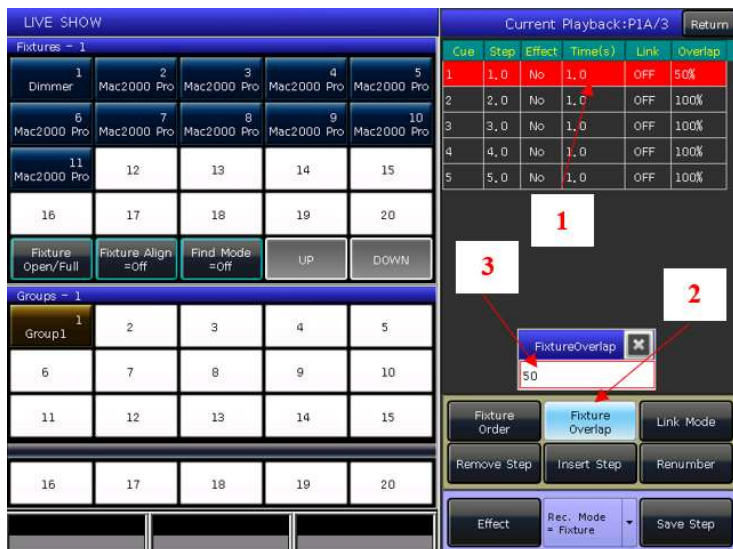 LIVE SHOW
Fixtures - 1
1 2 3 4 5
Dimmer Mac2000 Pro Mac2000 Pro Mac2000 Pro Mac2000 Pro
6 7 8 9 10
Mac2000 Pro Mac2000 Pro Mac2000 Pro Mac2000 Pro Mac2000 Pro
11
Mac2000 Pro 12 13 14 15
16 17 18 19 20
Fixture Fixture Align Find Mode UP DOWN
Open/Full =Off =Off
Groups - 1
1
Group1 2 3 4 5
6 7 8 9 10
11 12 13 14 15
16 17 18 19 20
Current Playback:P1A/3 Return
Cue Step Effect Time(s) Link Overlap
1 1.0 No 1.0 OFF 50%
2 2.0 No 1.0 OFF 100%
3 3.0 No 1.0 OFF 100%
4 4.0 No 1.0 OFF 100%
5 5.0 No 1.0 OFF 100%
1
3
2
FixtureOverlap
50
Fixture Fixture Link Mode
Order Overlap
Remove Step Insert Step Renumber
Effect Rec. Mode Save Step
= Fixture